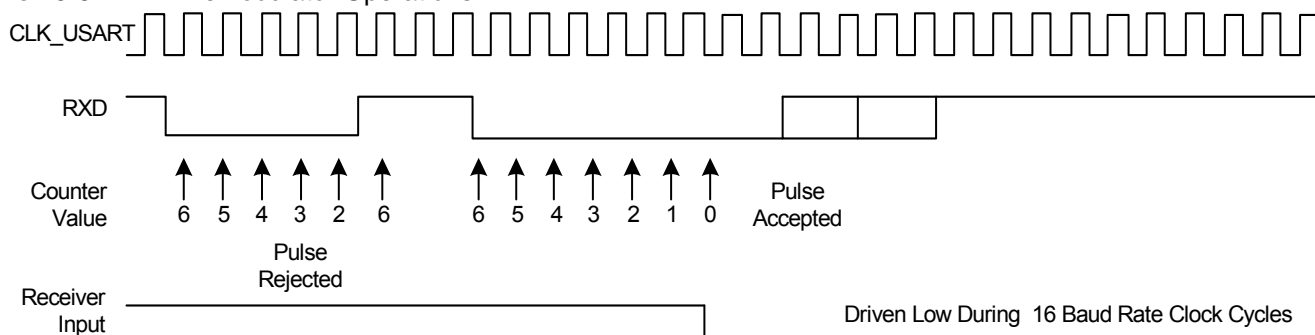 CLK_USART
RXD
Counter
Value
6 5 4 3 2 6 6 5 4 3 2 1 0
Pulse
Accepted
Pulse
Rejected
Receiver
Input
Driven Low During 16 Baud Rate Clock Cycles